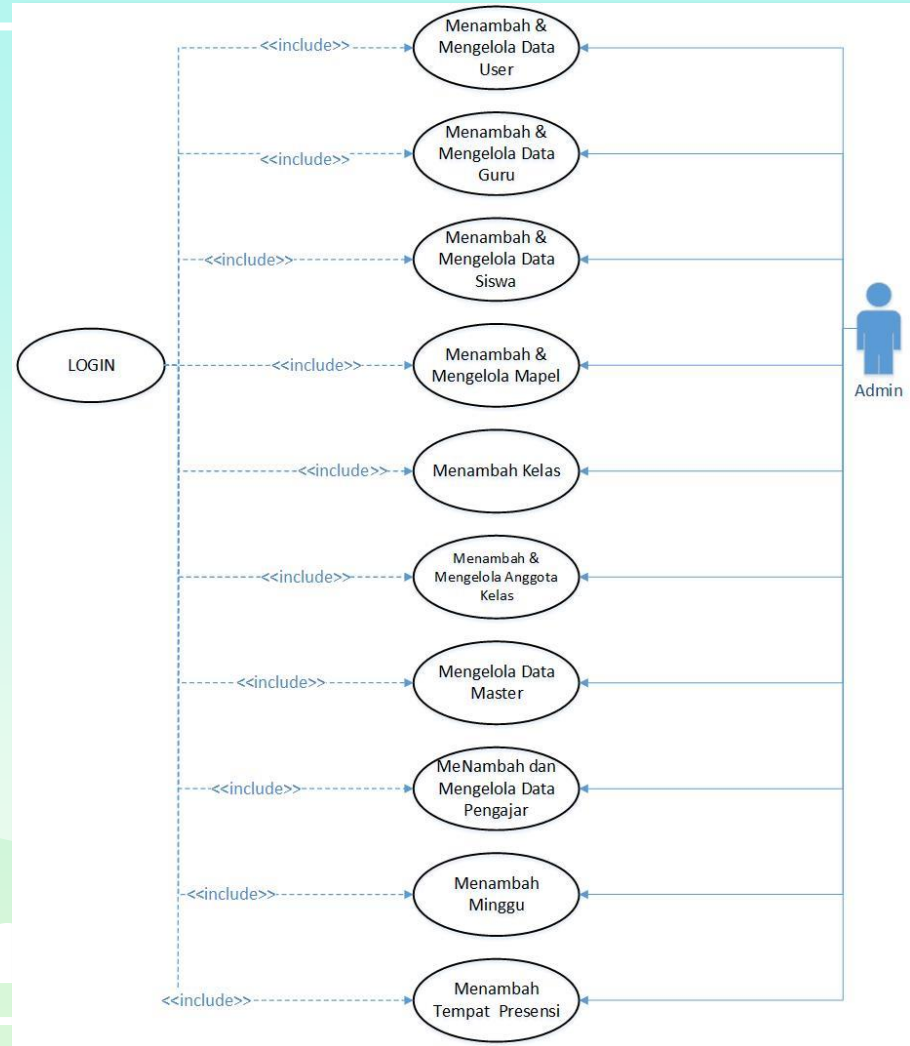 <<include>>
Menambah &
Mengelola Data
User
<<include>>
Menambah &
Mengelola Data
Guru
<<include>>
Menambah &
Mengelola Data
Siswa
LOGIN
<<include>>
Menambah &
Mengelola Mapel
Admin
<<include>>
Menambah Kelas
<<include>>
Menambah &
Mengelola Anggota
Kelas
<<include>>
Mengelola Data
Master
<<include>>
MeNambah dan
Mengelola Data
Pengajar
<<include>>
Menambah
Minggu
<<include>>
Menambah
Tempat Presensi